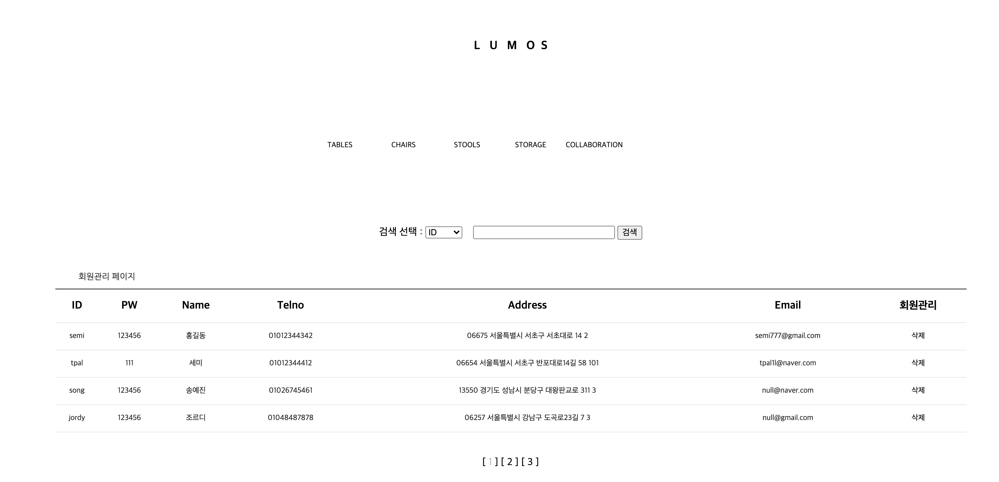 L U M O S
TABLES CHAIRS STOOLS STORAGE COLLABORATION
검색 선택 : ID 검색
회원관리 페이지
ID PW Name Telno Address Email 회원관리
semi 123456 홍길동 01012344342 06675 서울특별시 서초구 서초대로 14 2 semi777@gmail.com 삭제
tpal 111 세미 01012344412 06654 서울특별시 서초구 반포대로14길 58 101 tpal1l@naver.com 삭제
song 123456 송예진 01026745461 13550 경기도 성남시 분당구 대왕판교로 311 3 null@naver.com 삭제
jordy 123456 조르디 01048487878 06257 서울특별시 강남구 도곡로23길 7 3 null@gmail.com 삭제
[ 1 ] [ 2 ] [ 3 ]